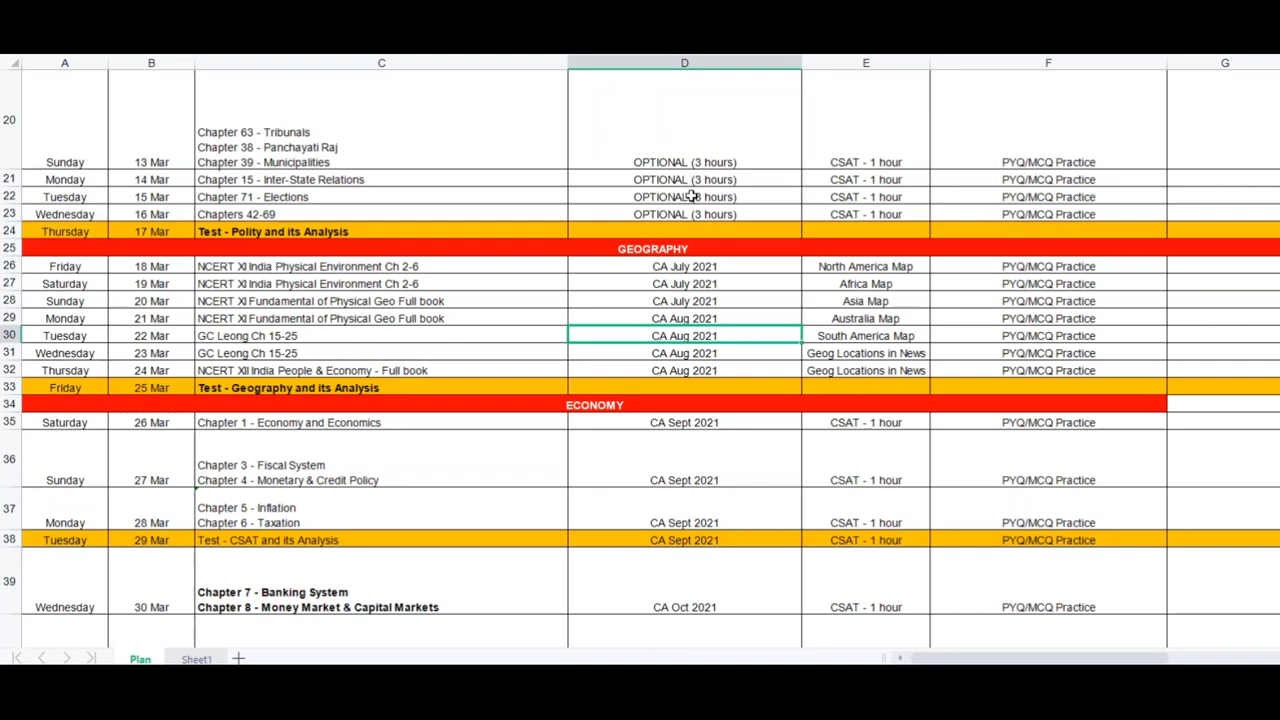 A B C D E F G
20 Chapter 63 - Tribunals
Chapter 38 - Panchayati Raj
Sunday 13 Mar Chapter 39 - Municipalities OPTIONAL (3 hours) CSAT - 1 hour PYQ/MCQ Practice
21 Monday 14 Mar Chapter 15 - Inter-State Relations OPTIONAL (3 hours) CSAT - 1 hour PYQ/MCQ Practice
22 Tuesday 15 Mar Chapter 71 - Elections OPTIONAL hours) CSAT - 1 hour PYQ/MCQ Practice
23 Wednesday 16 Mar Chapters 42-69 OPTIONAL (3 hours) CSAT - 1 hour PYQ/MCQ Practice
24 Thursday 17 Mar Test - Polity and its Analysis
25 GEOGRAPHY
26 Friday 18 Mar NCERT XI India Physical Environment Ch 2-6 CA July 2021 North America Map PYQ/MCQ Practice
27 Saturday 19 Mar NCERT XI India Physical Environment Ch 2-6 CA July 2021 Africa Map PYQ/MCQ Practice
28 Sunday 20 Mar NCERT XI Fundamental of Physical Geo Full book CA July 2021 Asia Map PYQ/MCQ Practice
29 Monday 21 Mar NCERT XI Fundamental of Physical Geo Full book CA Aug 2021 Australia Map PYQ/MCQ Practice
30 Tuesday 22 Mar GC Leong Ch 15-25 CA Aug 2021 South America Map PYQ/MCQ Practice
31 Wednesday 23 Mar GC Leong Ch 15-25 CA Aug 2021 Geog Locations in News PYQ/MCQ Practice
32 Thursday 24 Mar NCERT XII India People & Economy - Full book CA Aug 2021 Geog Locations in News PYQ/MCQ Practice
33 Friday 25 Mar Test - Geography and its Analysis
34 ECONOMY
35 Saturday 26 Mar Chapter 1 - Economy and Economics CA Sept 2021 CSAT - 1 hour PYQ/MCQ Practice
36 Chapter 3 - Fiscal System
Sunday 27 Mar Chapter 4 - Monetary & Credit Policy CA Sept 2021 CSAT - 1 hour PYQ/MCQ Practice
37 Chapter 5 - Inflation
Monday 28 Mar Chapter 6 - Taxation CA Sept 2021 CSAT - 1 hour PYQ/MCQ Practice
38 Tuesday 29 Mar Test - CSAT and its Analysis CA Sept 2021 CSAT - 1 hour PYQ/MCQ Practice
39 Chapter 7 - Banking System
Wednesday 30 Mar Chapter 8 - Money Market & Capital Markets CA Oct 2021 CSAT - 1 hour PYQ/MCQ Practice
Plan Sheet1